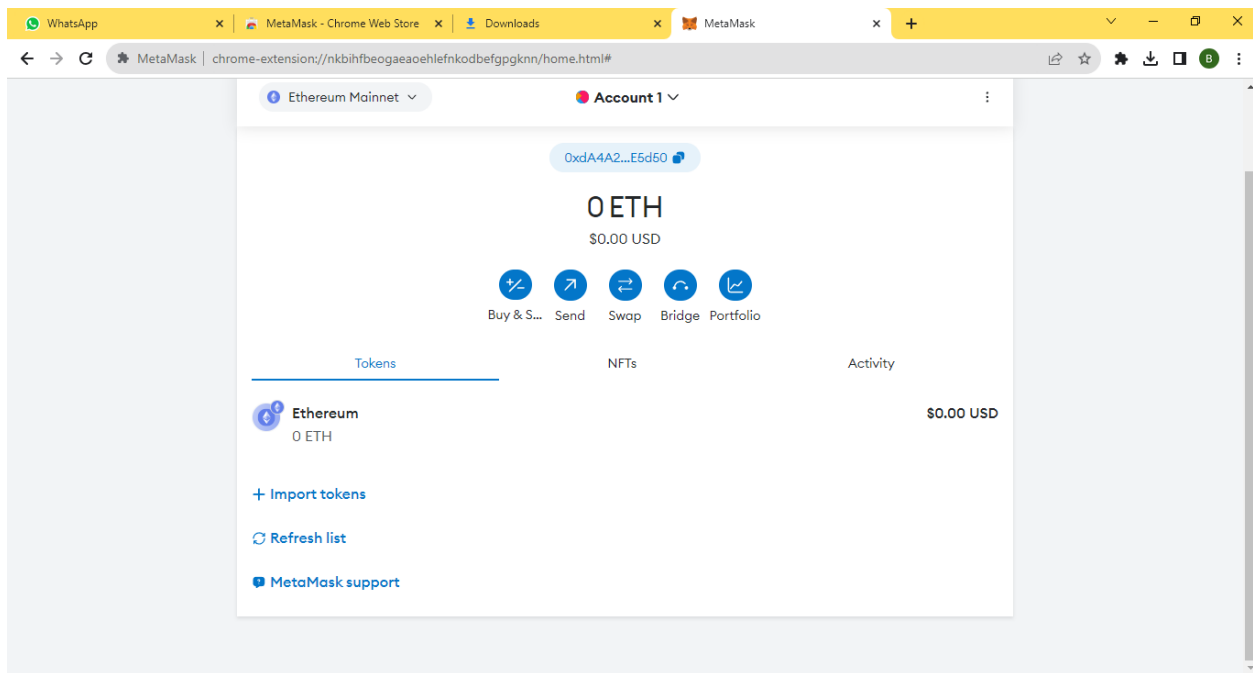 WhatsApp MetaMask - Chrome Web Store Downloads MetaMask
MetaMask chrome-extension://nkbihfbeogaeaoehlefnkodbefgpgknn/home.html# B
Ethereum Mainnet Account 1
0xdA4A2...E5d50
0 ETH
$0.00 USD
Buy & S... Send Swap Bridge Portfolio
Tokens NFTs Activity
Ethereum $0.00 USD
0 ETH
+ Import tokens
Refresh list
MetaMask support